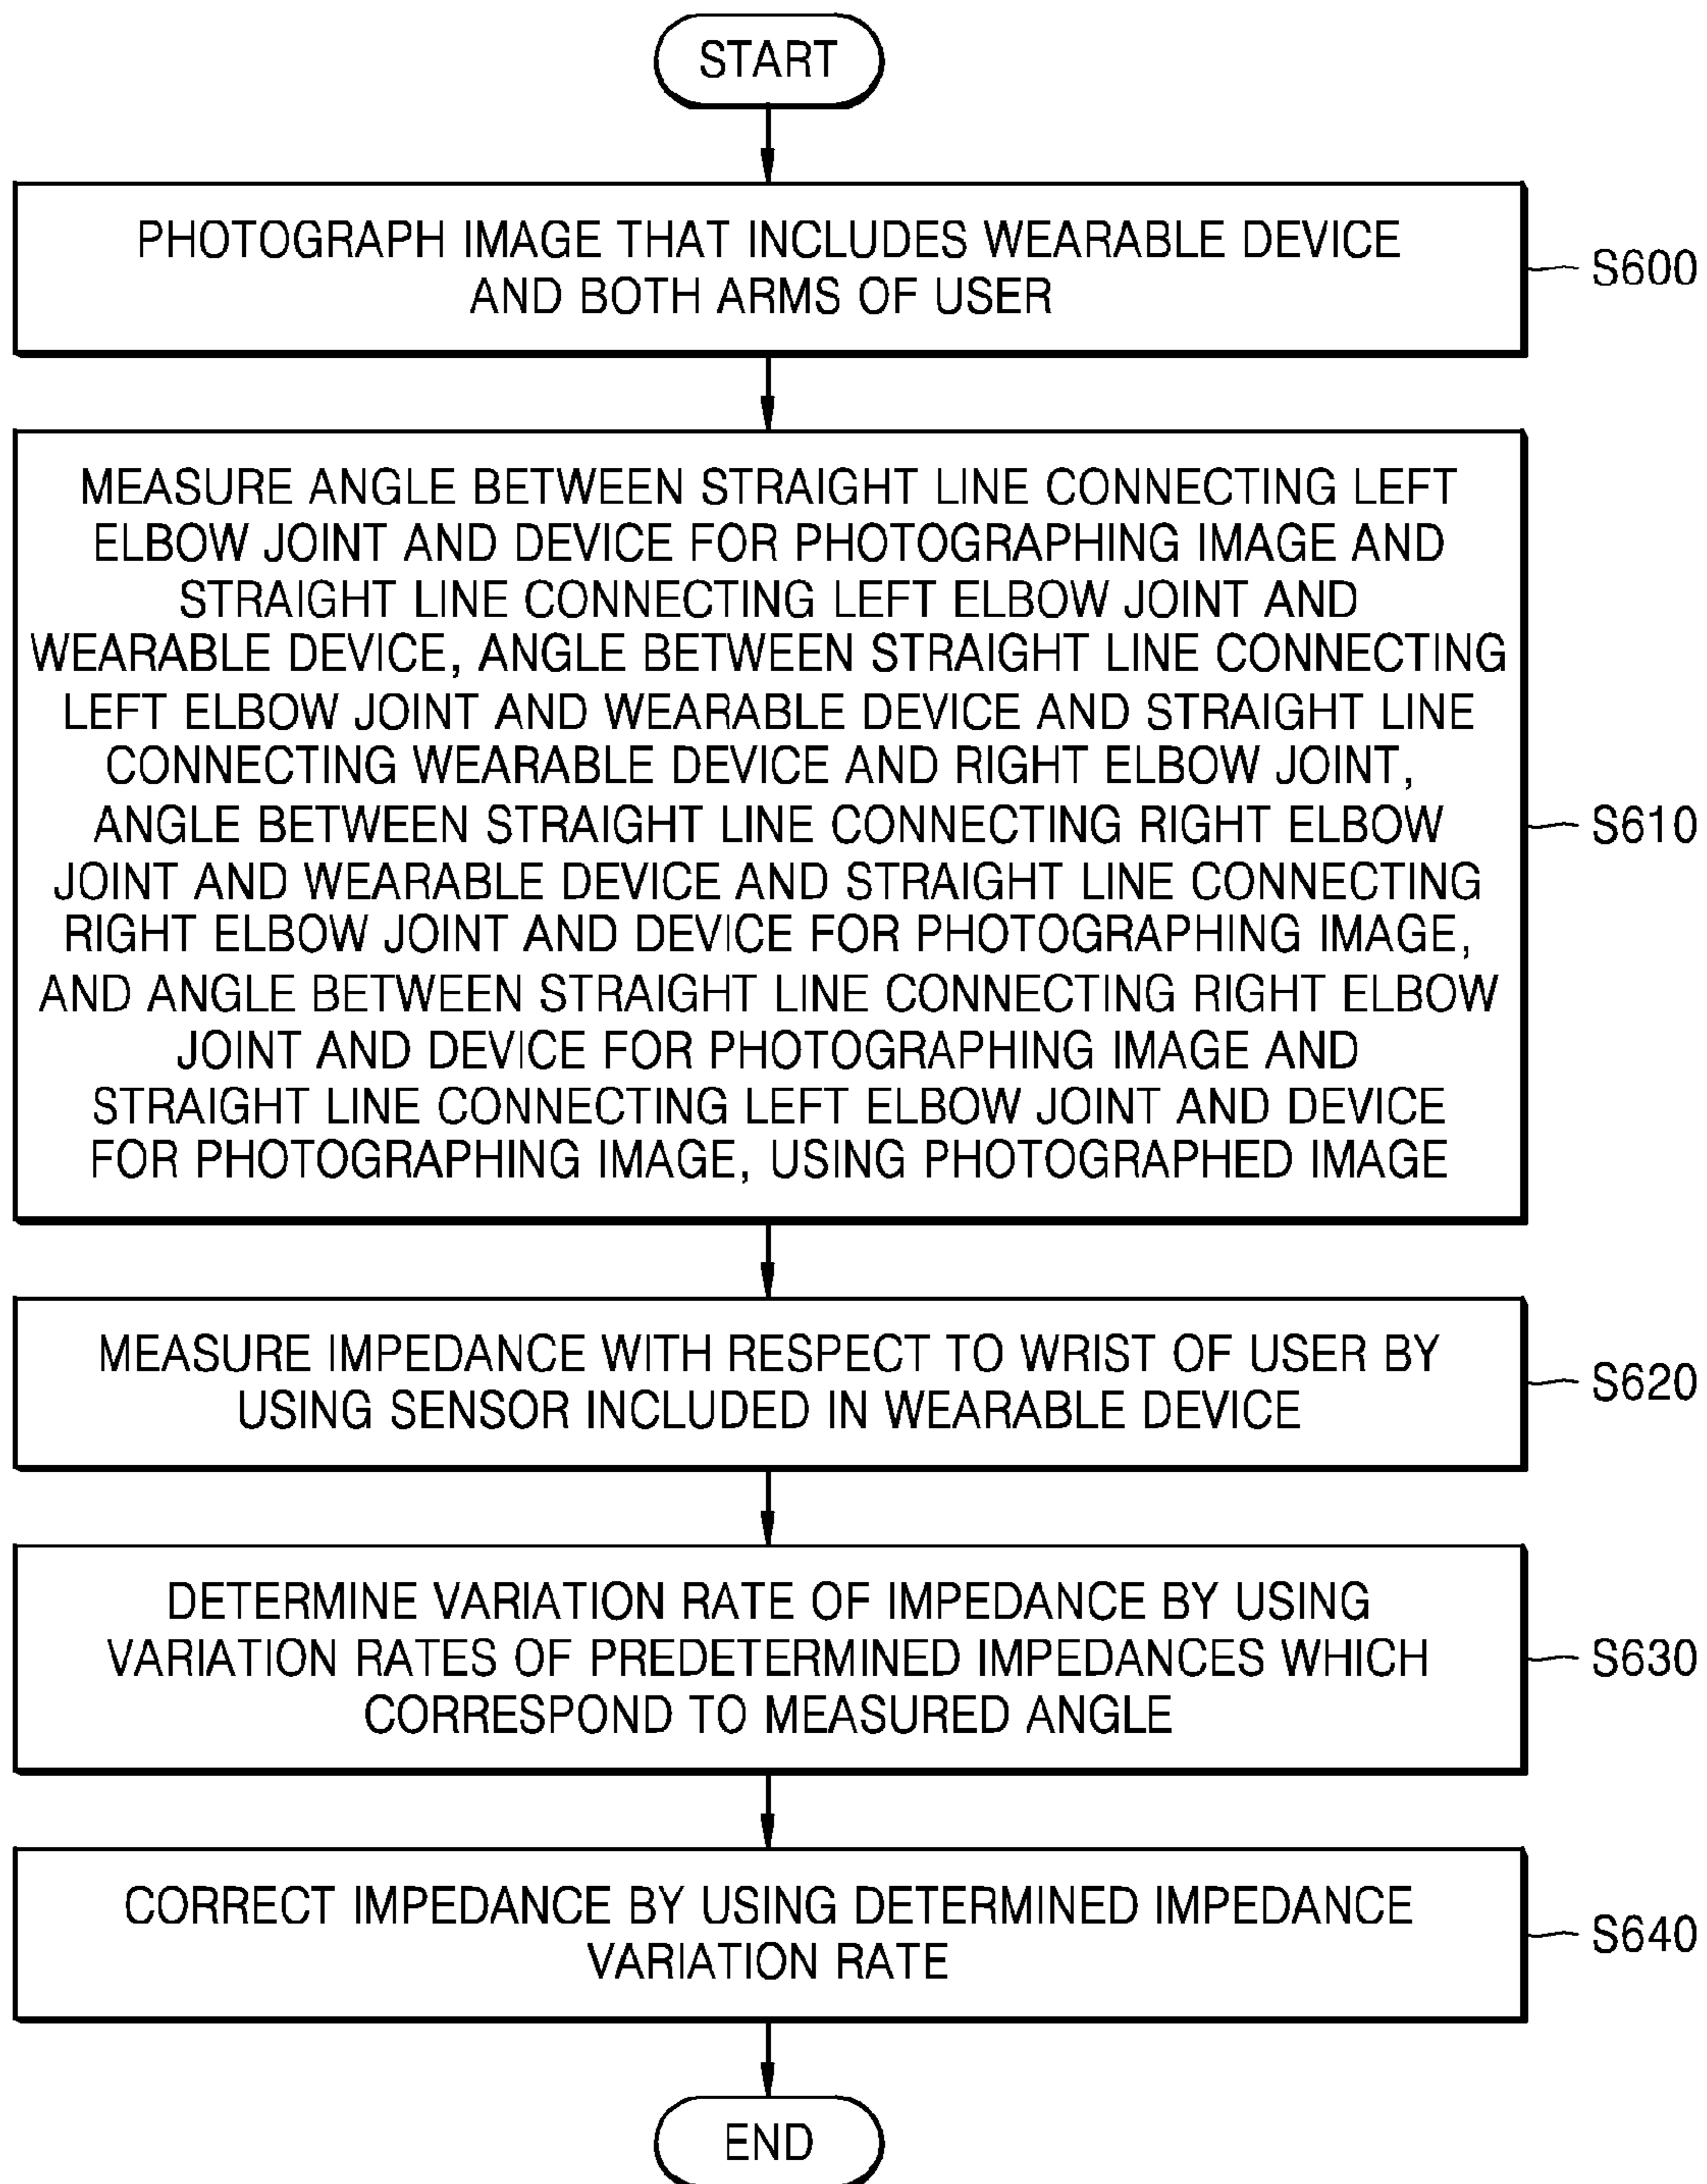 START
PHOTOGRAPH IMAGE THAT INCLUDES WEARABLE DEVICE
AND BOTH ARMS OF USER
S600
MEASURE ANGLE BETWEEN STRAIGHT LINE CONNECTING LEFT
ELBOW JOINT AND DEVICE FOR PHOTOGRAPHING IMAGE AND
STRAIGHT LINE CONNECTING LEFT ELBOW JOINT AND
WEARABLE DEVICE, ANGLE BETWEEN STRAIGHT LINE CONNECTING
LEFT ELBOW JOINT AND WEARABLE DEVICE AND STRAIGHT LINE
CONNECTING WEARABLE DEVICE AND RIGHT ELBOW JOINT,
ANGLE BETWEEN STRAIGHT LINE CONNECTING RIGHT ELBOW
JOINT AND WEARABLE DEVICE AND STRAIGHT LINE CONNECTING
RIGHT ELBOW JOINT AND DEVICE FOR PHOTOGRAPHING IMAGE,
AND ANGLE BETWEEN STRAIGHT LINE CONNECTING RIGHT ELBOW
JOINT AND DEVICE FOR PHOTOGRAPHING IMAGE AND
STRAIGHT LINE CONNECTING LEFT ELBOW JOINT AND DEVICE
FOR PHOTOGRAPHING IMAGE, USING PHOTOGRAPHED IMAGE
S610
MEASURE IMPEDANCE WITH RESPECT TO WRIST OF USER BY
USING SENSOR INCLUDED IN WEARABLE DEVICE
S620
DETERMINE VARIATION RATE OF IMPEDANCE BY USING
VARIATION RATES OF PREDETERMINED IMPEDANCES WHICH
CORRESPOND TO MEASURED ANGLE
S630
CORRECT IMPEDANCE BY USING DETERMINED IMPEDANCE
VARIATION RATE
S640
END